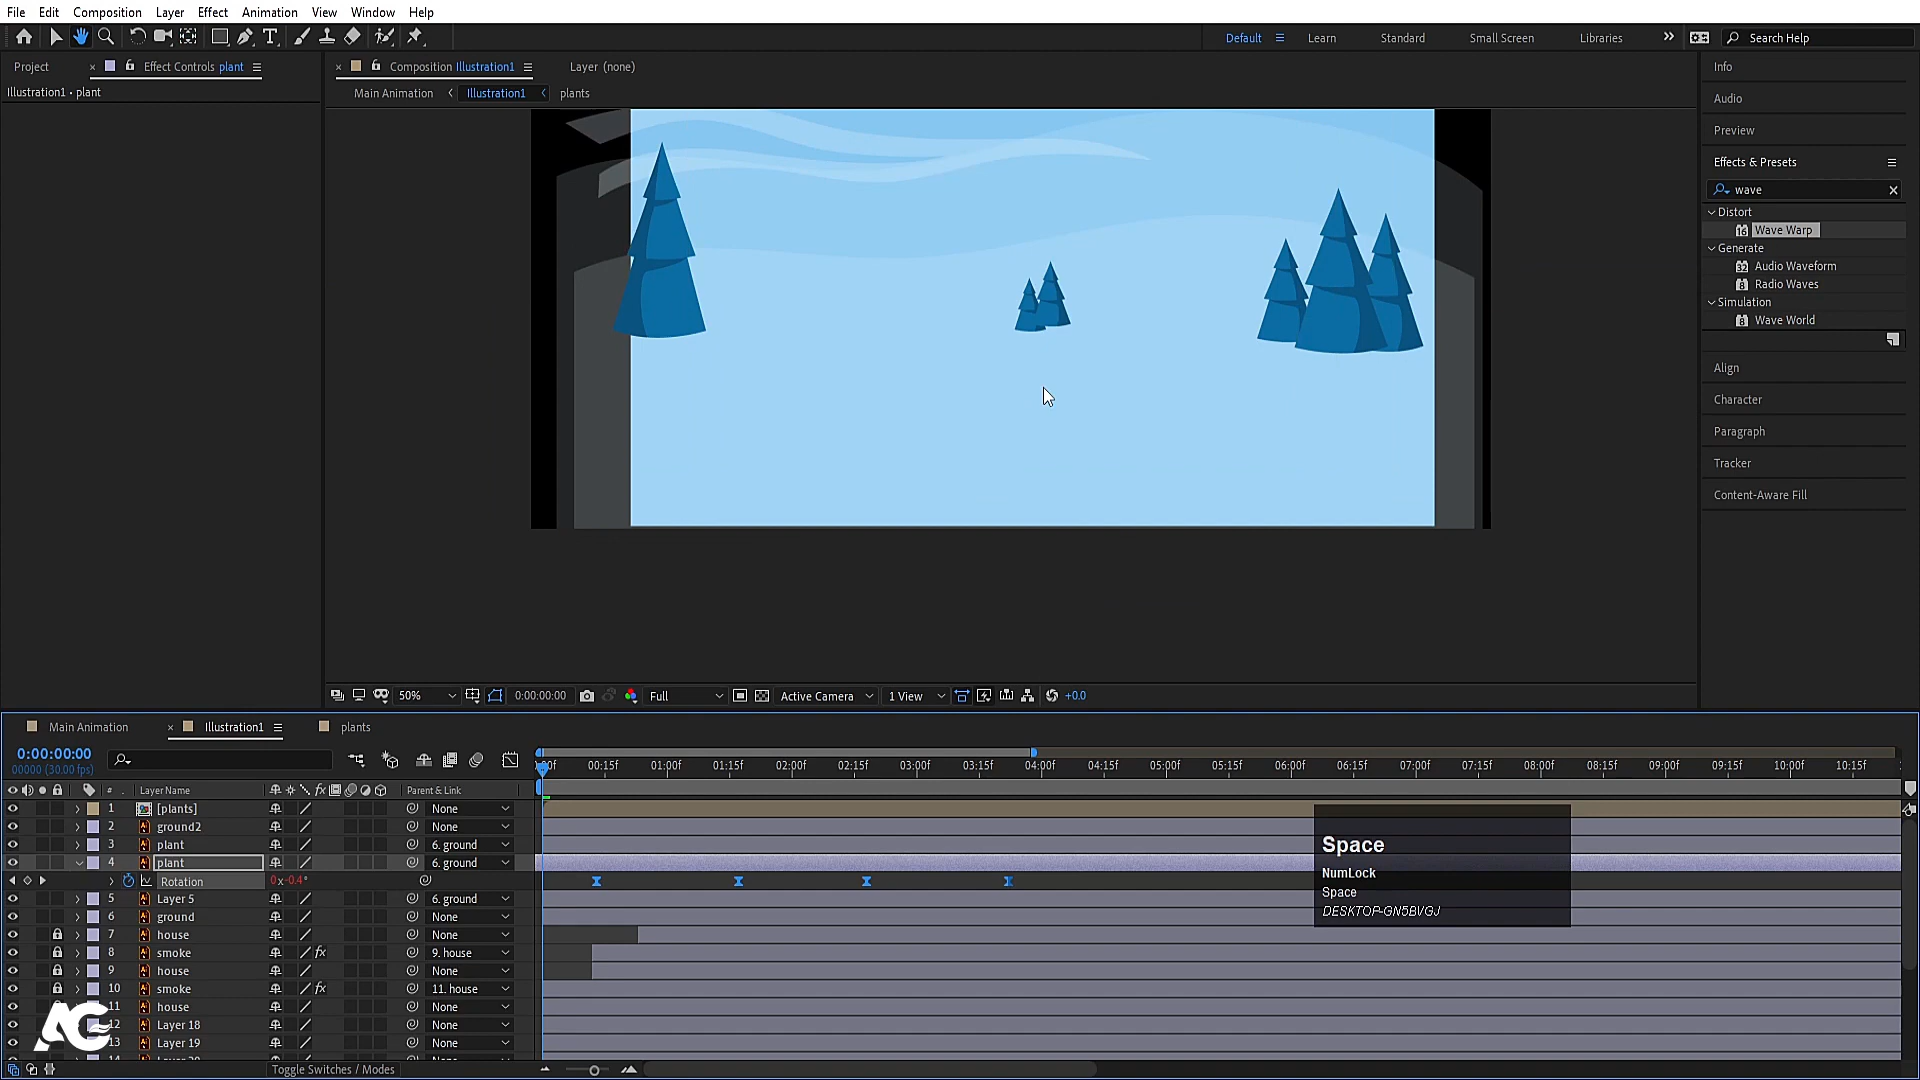 File Edit Composition Layer Effect Animation View Window Help
Default Learn Standard Small Screen Libraries Search Help
Project Effect Controls plant
Illustration1 • plant
Composition Illustration1 Layer (none)
Main Animation Illustration1 plants
Info
Audio
Preview
Effects & Presets
wave
Distort
Wave Warp
Generate
Audio Waveform
Radio Waves
Simulation
Wave World
Align
Character
Paragraph
Tracker
Content-Aware Fill
50% 0:00:00:00 Full Active Camera 1 View +0.0
Main Animation Illustration1 plants
0:00:00:00
00000 (30.00 fps)
:00f 00:15f 01:00f 01:15f 02:00f 02:15f 03:00f 03:15f 04:00f 04:15f 05:00f 05:15f 06:00f 06:15f 07:00f 07:15f 08:00f 08:15f 09:00f 09:15f 10:00f 10:15f
# Layer Name fx Parent & Link
1 [plants] None
2 ground2 None
3 plant 6. ground
4 plant 6. ground
Rotation 0x-0.4°
5 Layer 5 6. ground
6 ground None
7 house None
8 smoke fx 9. house
9 house None
10 smoke fx 11. house
11 house None
12 Layer 18 None
13 Layer 19 None
Toggle Switches / Modes
Space
NumLock
Space
DESKTOP-GN5BVGJ
AG